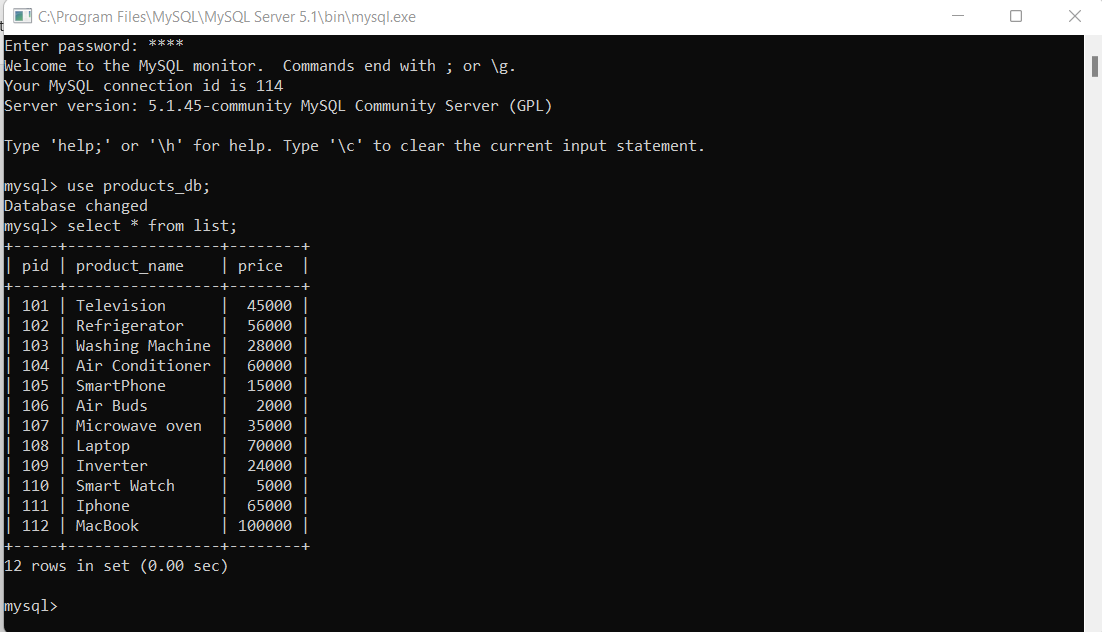 C:\Program Files\MySQL\MySQL Server 5.1\bin\mysql.exe
Enter password: ****
Welcome to the MySQL monitor.  Commands end with ; or \g.
Your MySQL connection id is 114
Server version: 5.1.45-community MySQL Community Server (GPL)

Type 'help;' or '\h' for help. Type '\c' to clear the current input statement.

mysql> use products_db;
Database changed
mysql> select * from list;
+-----+-----------------+--------+
| pid | product_name    | price  |
+-----+-----------------+--------+
| 101 | Television      |  45000 |
| 102 | Refrigerator    |  56000 |
| 103 | Washing Machine |  28000 |
| 104 | Air Conditioner |  60000 |
| 105 | SmartPhone      |  15000 |
| 106 | Air Buds        |   2000 |
| 107 | Microwave oven  |  35000 |
| 108 | Laptop          |  70000 |
| 109 | Inverter        |  24000 |
| 110 | Smart Watch     |   5000 |
| 111 | Iphone          |  65000 |
| 112 | MacBook         | 100000 |
+-----+-----------------+--------+
12 rows in set (0.00 sec)

mysql>